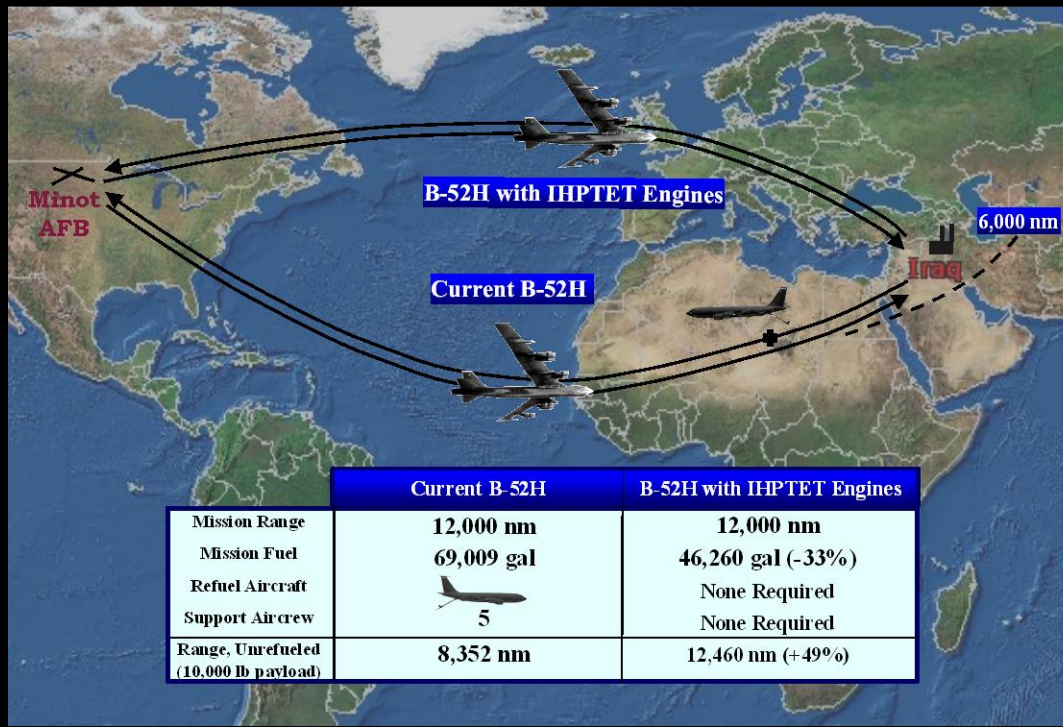 B-52H with IHPTET Engines
Minot
AFB
6,000 nm
Iraq
Current B-52H
Current B-52H B-52H with IHPTET Engines
Mission Range 12,000 nm 12,000 nm
Mission Fuel 69,009 gal 46,260 gal (-33%)
Refuel Aircraft None Required
Support Aircrew 5 None Required
Range, Unrefueled 8,352 nm 12,460 nm (+49%)
(10,000 lb payload)